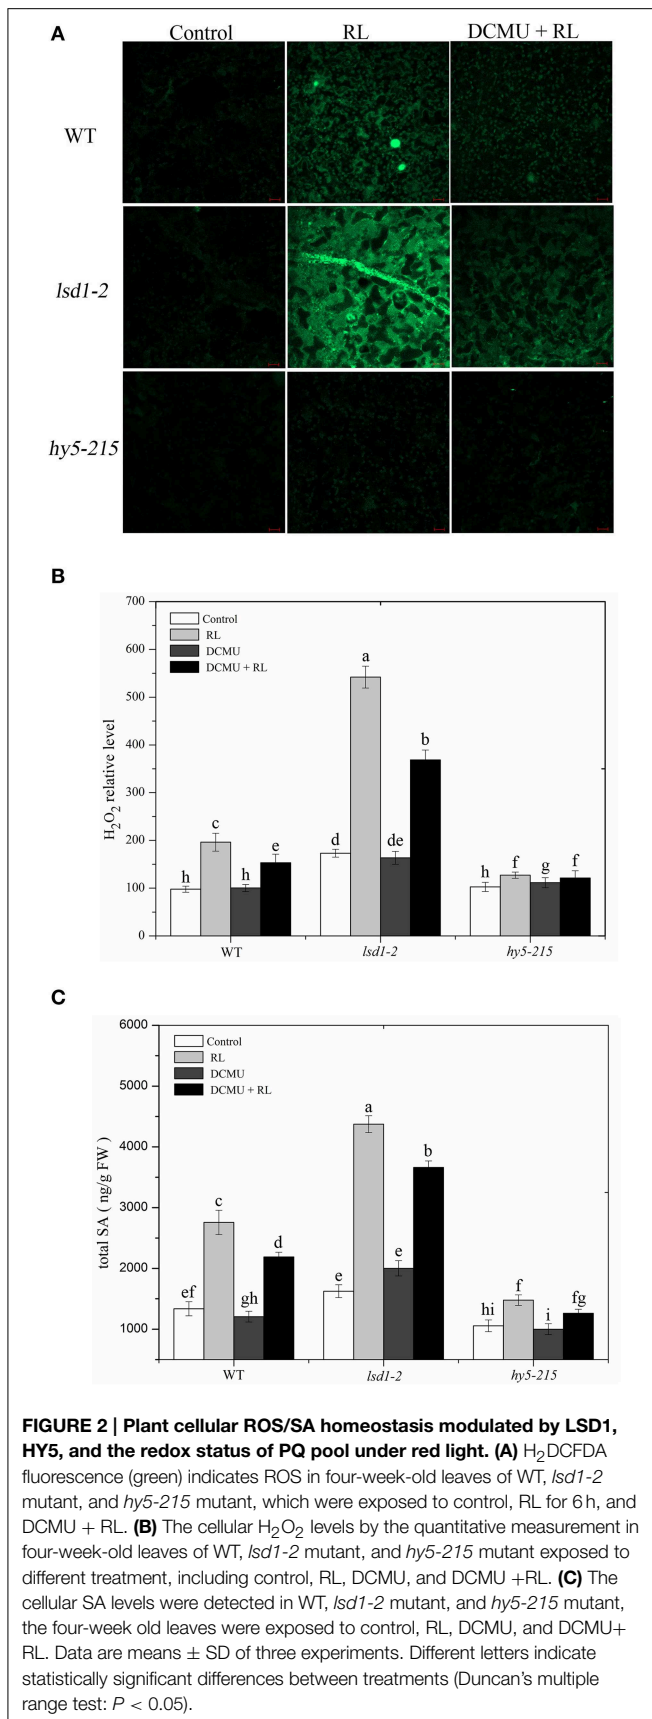 A
Control RL DCMU + RL
WT
lsd1-2
hy5-215
B
700
600
500
400
300
200
100
0
H2O2 relative level
Control
RL
DCMU
DCMU + RL
h c h e
d a de b
h f g f
WT lsd1-2 hy5-215
C
6000
5000
4000
3000
2000
1000
total SA ( ng/g FW )
Control
RL
DCMU
DCMU + RL
ef c gh d
e a e b
hi f i fg
WT lsd1-2 hy5-215
FIGURE 2 | Plant cellular ROS/SA homeostasis modulated by LSD1,
HY5, and the redox status of PQ pool under red light. (A) H2DCFDA
fluorescence (green) indicates ROS in four-week-old leaves of WT, lsd1-2
mutant, and hy5-215 mutant, which were exposed to control, RL for 6 h, and
DCMU + RL. (B) The cellular H2O2 levels by the quantitative measurement in
four-week-old leaves of WT, lsd1-2 mutant, and hy5-215 mutant exposed to
different treatment, including control, RL, DCMU, and DCMU +RL. (C) The
cellular SA levels were detected in WT, lsd1-2 mutant, and hy5-215 mutant,
the four-week old leaves were exposed to control, RL, DCMU, and DCMU+
RL. Data are means ± SD of three experiments. Different letters indicate
statistically significant differences between treatments (Duncan's multiple
range test: P < 0.05).